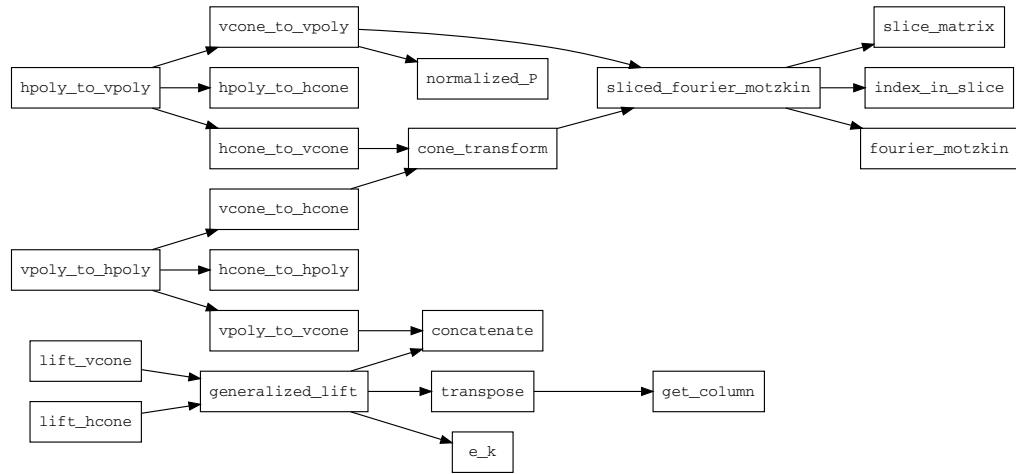 vcone_to_vpoly
slice_matrix
hpoly_to_vpoly
hpoly_to_hcone
normalized_P
sliced_fourier_motzkin
index_in_slice
hcone_to_vcone
cone_transform
fourier_motzkin
vcone_to_hcone
vpoly_to_hpoly
hcone_to_hpoly
vpoly_to_vcone
concatenate
lift_vcone
generalized_lift
transpose
get_column
lift_hcone
e_k